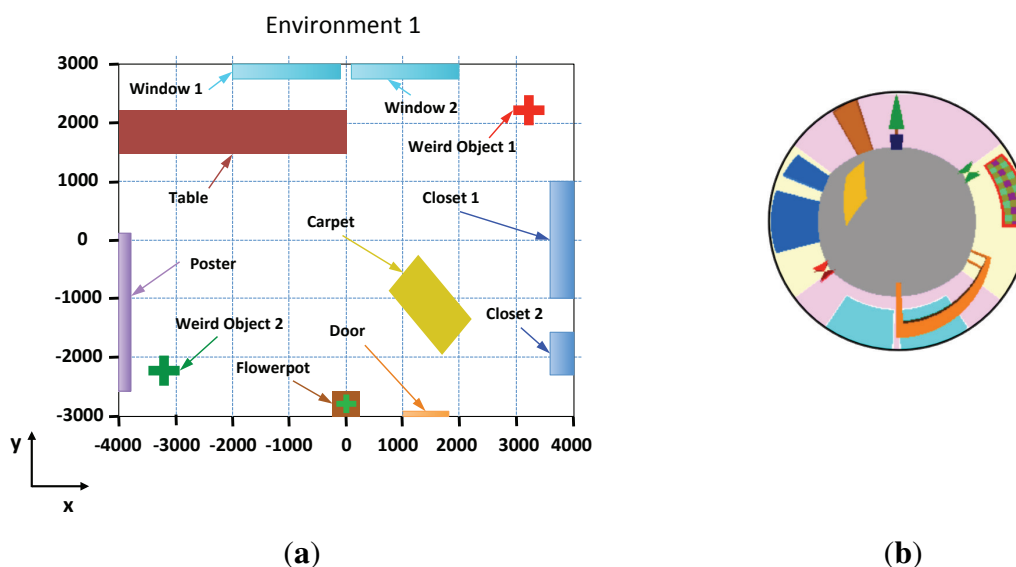 Environment 1
3000
Window 1
Window 2
2000
Weird Object 1
1000
Table
Closet 1
Carpet
0
Poster
-1000
Closet 2
Weird Object 2
Door
-2000
Flowerpot
-3000
-4000 -3000 -2000 -1000 0 1000 2000 3000 4000
y
x
(a)
(b)